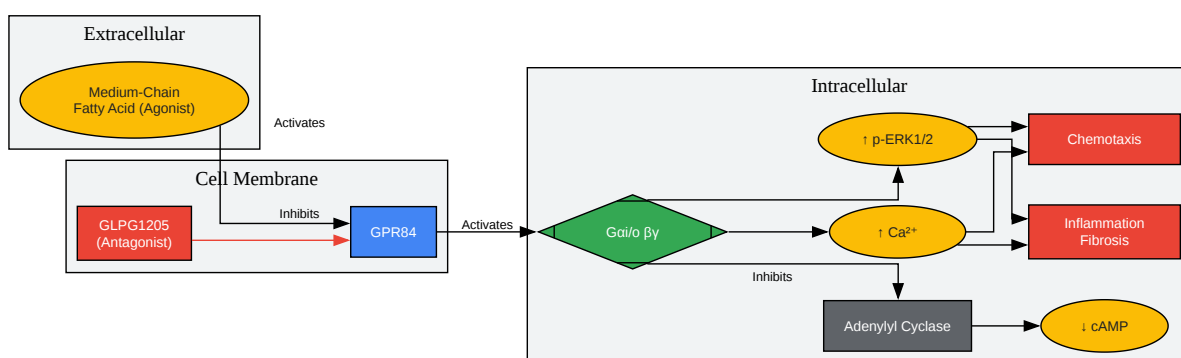 Extracellular
Medium-Chain
Fatty Acid (Agonist)
Activates
Cell Membrane
GLPG1205
(Antagonist)
Inhibits
GPR84
Activates
Intracellular
Gαi/o βγ
↑ p-ERK1/2
↑ Ca²⁺
Inhibits
Adenylyl Cyclase
↓ cAMP
Chemotaxis
Inflammation
Fibrosis